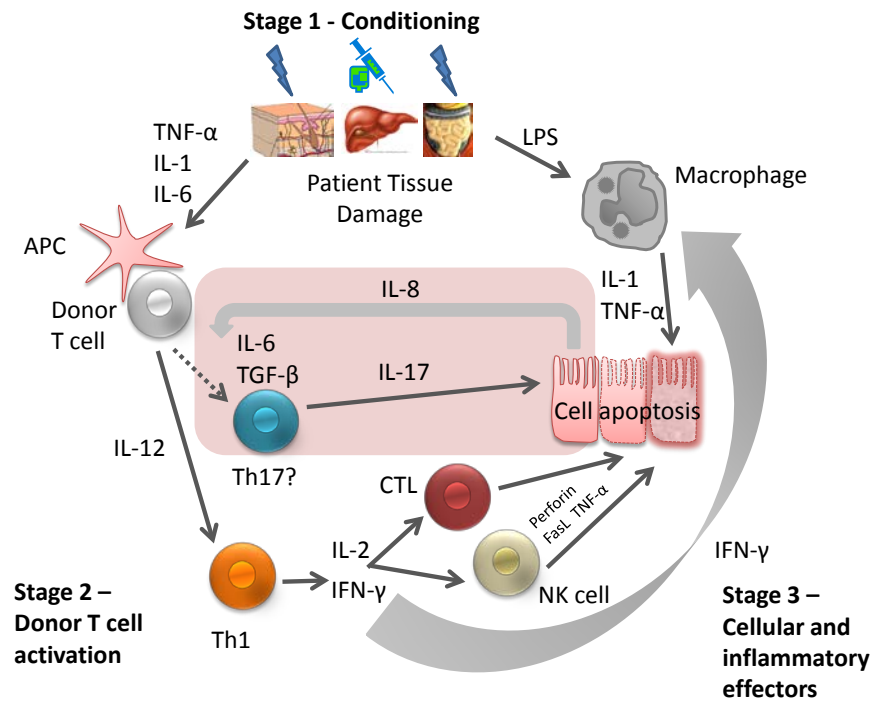 Stage 1 - Conditioning
TNF-α
IL-1
IL-6
LPS
Patient Tissue
Damage
Macrophage
APC
Donor
T cell
IL-8
IL-1
TNF-α
IL-6
TGF-β
IL-17
Cell apoptosis
IL-12
Th17?
CTL
Perforin
FasL TNF-α
IL-2
IFN-γ
NK cell
IFN-γ
Th1
Stage 2 –
Donor T cell
activation
Stage 3 –
Cellular and
inflammatory
effectors